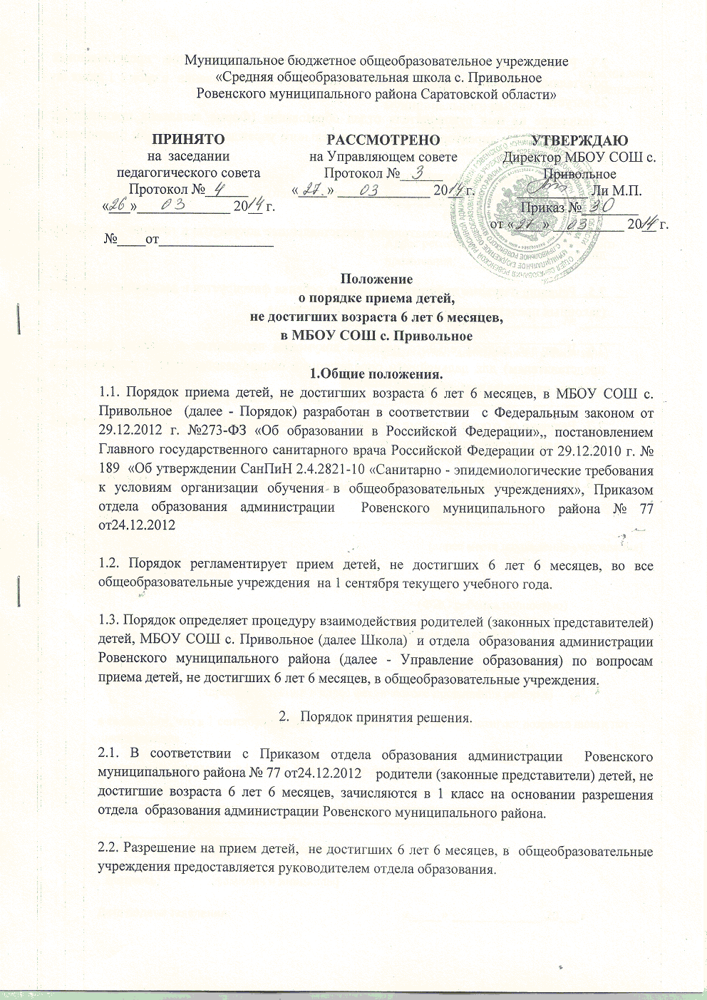 Муниципальное бюджетное общеобразовательное учреждение
«Средняя общеобразовательная школа с. Привольное
Ровенского муниципального района Саратовской области»
ПРИНЯТО
на заседании
педагогического совета
Протокол № 4
«26» 03 2014 г.
№____от________________
РАССМОТРЕНО
на Управляющем совете
Протокол № 3
«27» 03 2014 г.
УТВЕРЖДАЮ
Директор МБОУ СОШ с.
Привольное
Ли М.П.
Приказ № 30
от «27» 03 2014 г.
Положение
о порядке приема детей,
не достигших возраста 6 лет 6 месяцев,
в МБОУ СОШ с. Привольное
1.Общие положения.
1.1. Порядок приема детей, не достигших возраста 6 лет 6 месяцев, в МБОУ СОШ с.
Привольное (далее - Порядок) разработан в соответствии с Федеральным законом от
29.12.2012 г. №273-ФЗ «Об образовании в Российской Федерации»,, постановлением
Главного государственного санитарного врача Российской Федерации от 29.12.2010 г. №
189 «Об утверждении СанПиН 2.4.2821-10 «Санитарно - эпидемиологические требования
к условиям организации обучения в общеобразовательных учреждениях», Приказом
отдела образования администрации Ровенского муниципального района № 77
от24.12.2012
1.2. Порядок регламентирует прием детей, не достигших 6 лет 6 месяцев, во все
общеобразовательные учреждения на 1 сентября текущего учебного года.
1.3. Порядок определяет процедуру взаимодействия родителей (законных представителей)
детей, МБОУ СОШ с. Привольное (далее Школа) и отдела образования администрации
Ровенского муниципального района (далее - Управление образования) по вопросам
приема детей, не достигших 6 лет 6 месяцев, в общеобразовательные учреждения.
2. Порядок принятия решения.
2.1. В соответствии с Приказом отдела образования администрации Ровенского
муниципального района № 77 от24.12.2012 родители (законные представители) детей, не
достигшие возраста 6 лет 6 месяцев, зачисляются в 1 класс на основании разрешения
отдела образования администрации Ровенского муниципального района.
2.2. Разрешение на прием детей, не достигших 6 лет 6 месяцев, в общеобразовательные
учреждения предоставляется руководителем отдела образования.